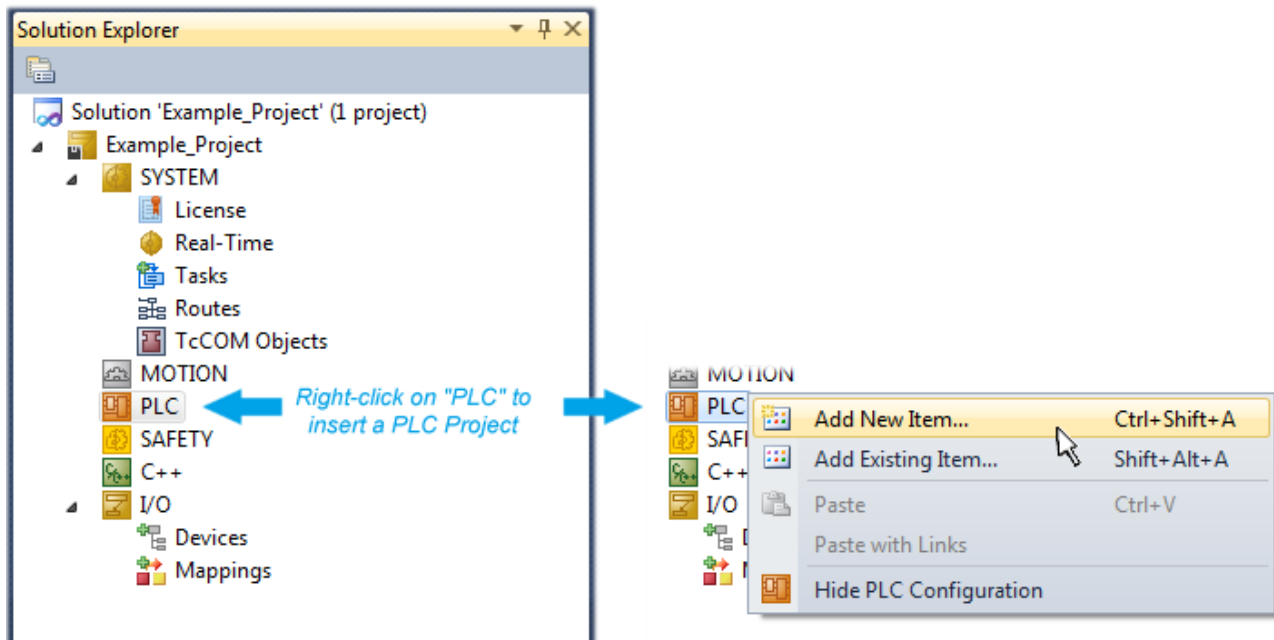 Solution Explorer
Solution 'Example_Project' (1 project)
Example_Project
SYSTEM
License
Real-Time
Tasks
Routes
TcCOM Objects
MOTION
PLC
SAFETY
C++
I/O
Devices
Mappings
Right-click on "PLC" to
insert a PLC Project
MOTION
PLC
SAFE
C++
I/O
Add New Item... Ctrl+Shift+A
Add Existing Item... Shift+Alt+A
Paste Ctrl+V
Paste with Links
Hide PLC Configuration